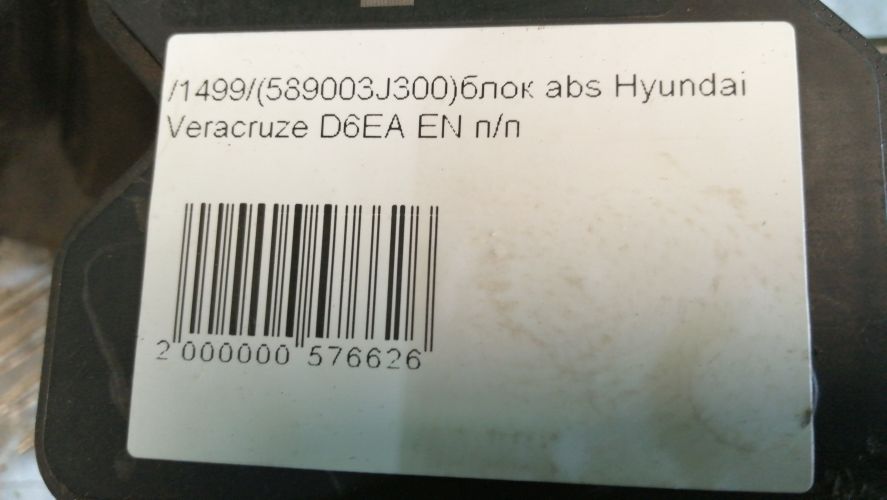 /1499/(589003J300)блок abs Hyundai
Veracruze D6EA EN п/п
2 000000 576626